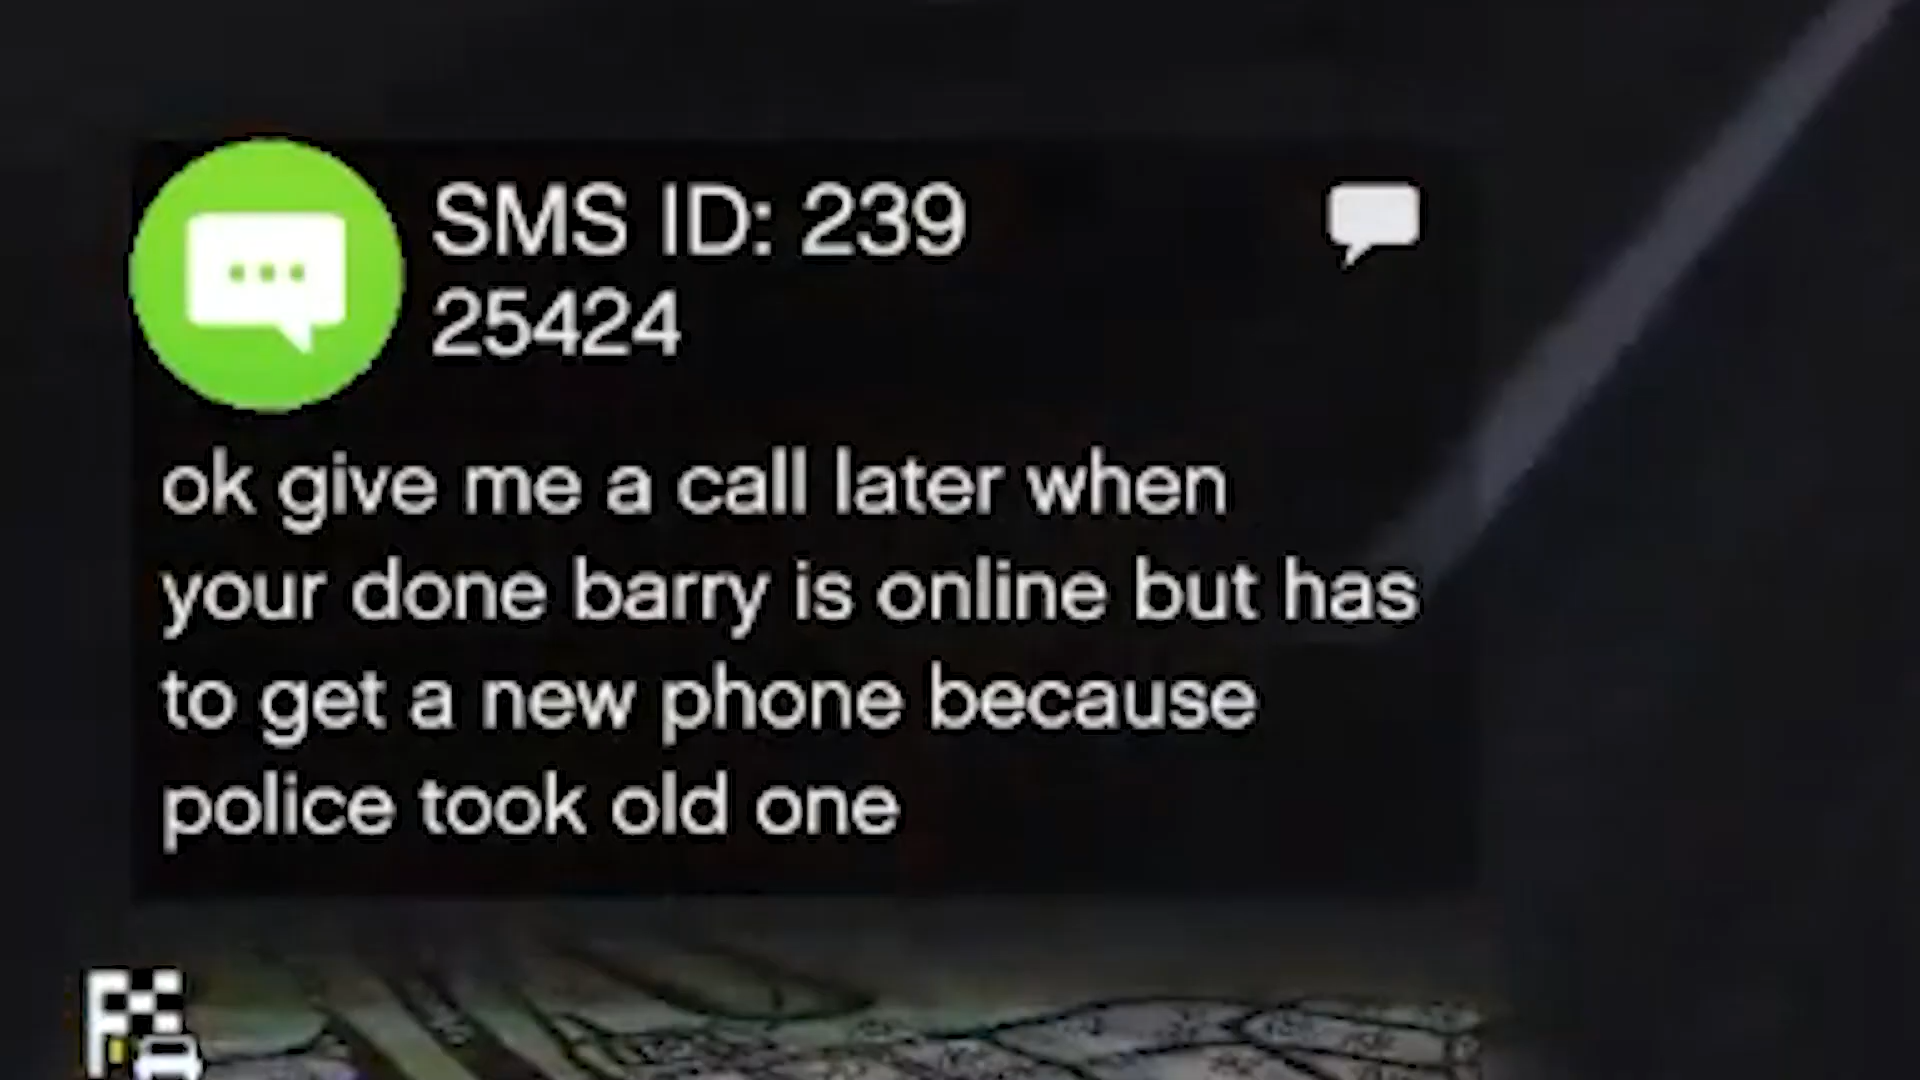 SMS ID: 239
25424
ok give me a call later when
your done barry is online but has
to get a new phone because
police took old one